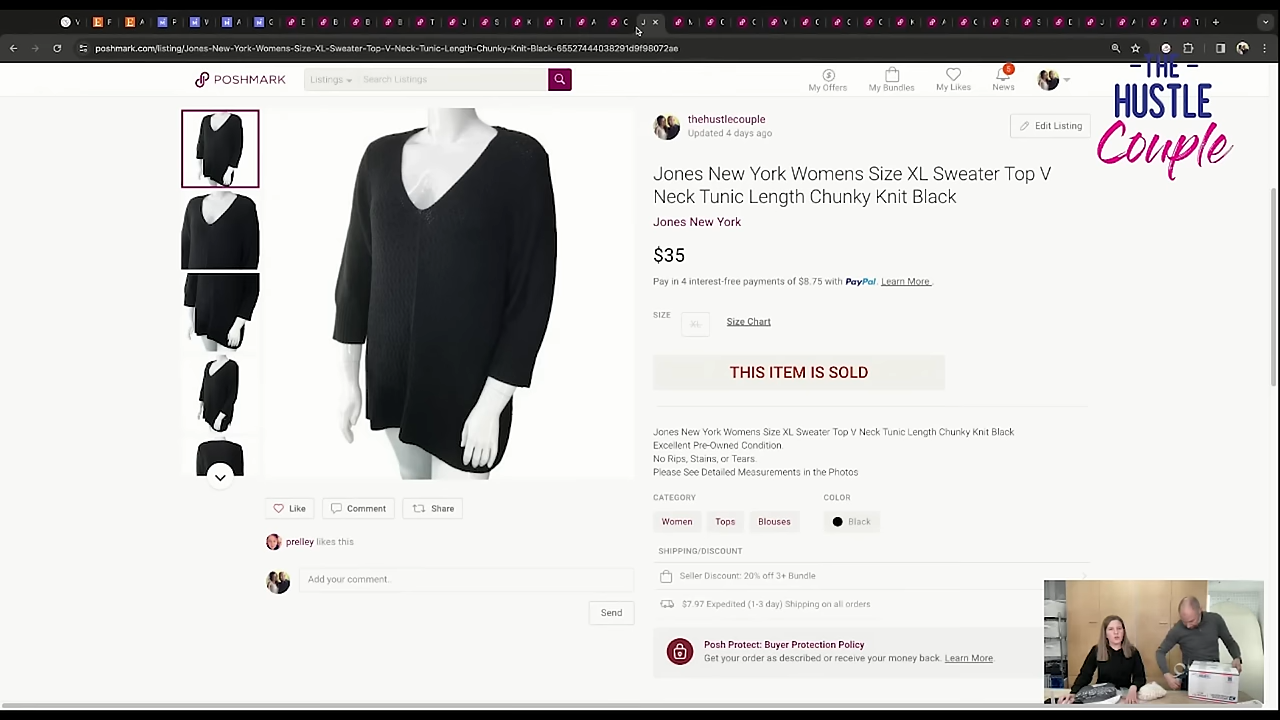 poshmark.com/listing/Jones-New-York-Womens-Size-XL-Sweater-Top-V-Neck-Tunic-Length-Chunky-Knit-Black-65527444038291d9f98072ae
POSHMARK
Listings
Search Listings
My Offers
My Bundles
My Likes
5
News
-THE-
HUSTLE
Couple
thehustlecouple
Updated 4 days ago
Edit Listing
Jones New York Womens Size XL Sweater Top V
Neck Tunic Length Chunky Knit Black
Jones New York
$35
Pay in 4 interest-free payments of $8.75 with PayPal. Learn More.
SIZE
XL
Size Chart
THIS ITEM IS SOLD
Jones New York Womens Size XL Sweater Top V Neck Tunic Length Chunky Knit Black
Excellent Pre-Owned Condition
No Rips, Stains, or Tears
Please See Detailed Measurements in the Photos
CATEGORY
COLOR
Women
Tops
Blouses
Black
Like
Comment
Share
prelley likes this
Add your comment..
Send
SHIPPING/DISCOUNT
Seller Discount: 20% off 3+ Bundle
$7.97 Expedited (1-3 day) Shipping on all orders
Posh Protect: Buyer Protection Policy
Get your order as described or receive your money back. Learn More.